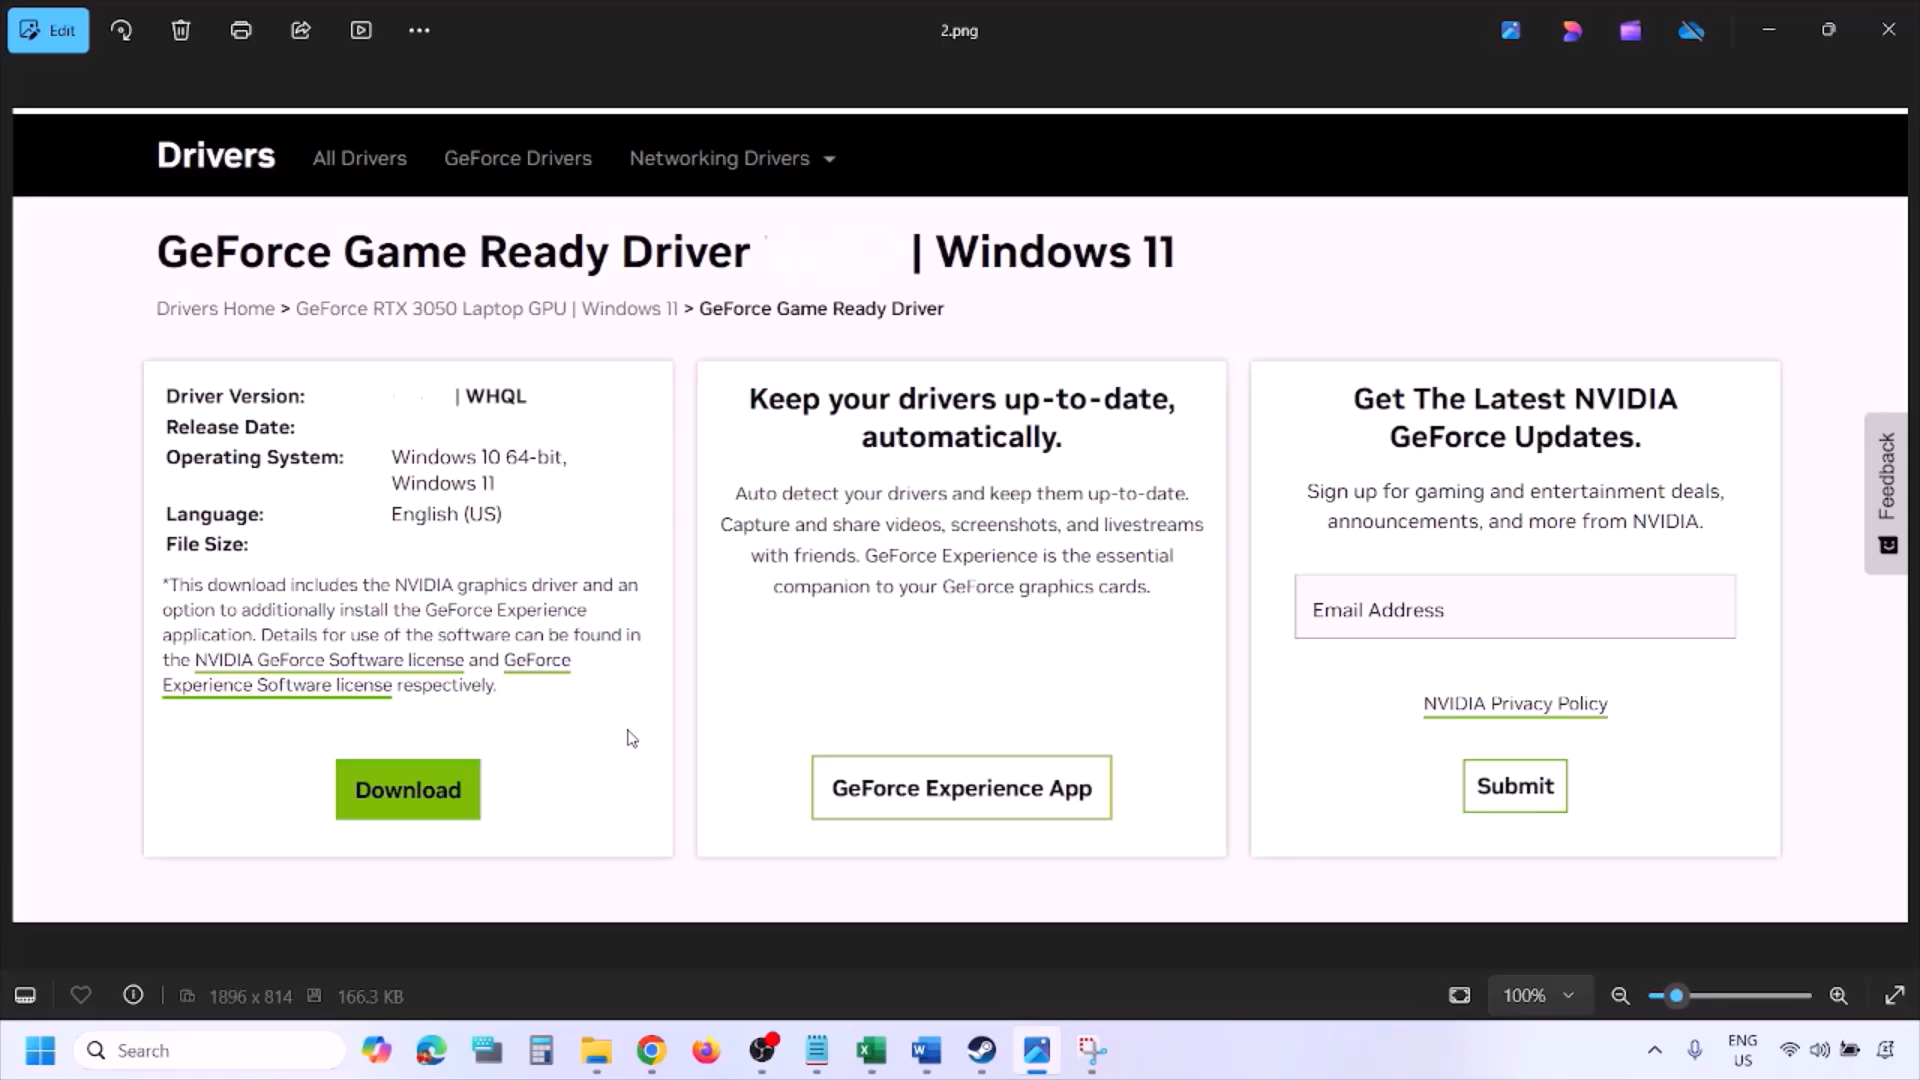 Edit
2.png
Drivers All Drivers GeForce Drivers Networking Drivers
GeForce Game Ready Driver | Windows 11
Drivers Home > GeForce RTX 3050 Laptop GPU | Windows 11 > GeForce Game Ready Driver
Driver Version: | WHQL
Release Date:
Operating System: Windows 10 64-bit,
Windows 11
Language: English (US)
File Size:
*This download includes the NVIDIA graphics driver and an
option to additionally install the GeForce Experience
application. Details for use of the software can be found in
the NVIDIA GeForce Software license and GeForce
Experience Software license respectively.
Download
Keep your drivers up-to-date,
automatically.
Auto detect your drivers and keep them up-to-date.
Capture and share videos, screenshots, and livestreams
with friends. GeForce Experience is the essential
companion to your GeForce graphics cards.
GeForce Experience App
Get The Latest NVIDIA
GeForce Updates.
Sign up for gaming and entertainment deals,
announcements, and more from NVIDIA.
Email Address
NVIDIA Privacy Policy
Submit
Feedback
1896 x 814 166.3 KB
100%
Search
ENG
US